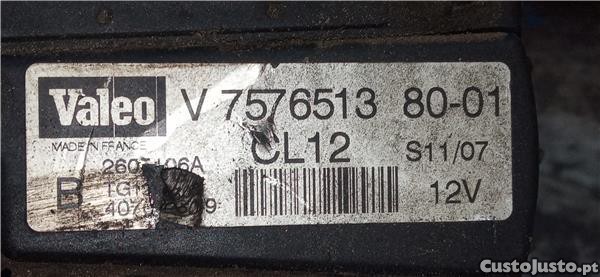 Valeo V 7576513 80-01
MADE IN FRANCE CL12 S11/07
B 12V
CustoJusto.pt